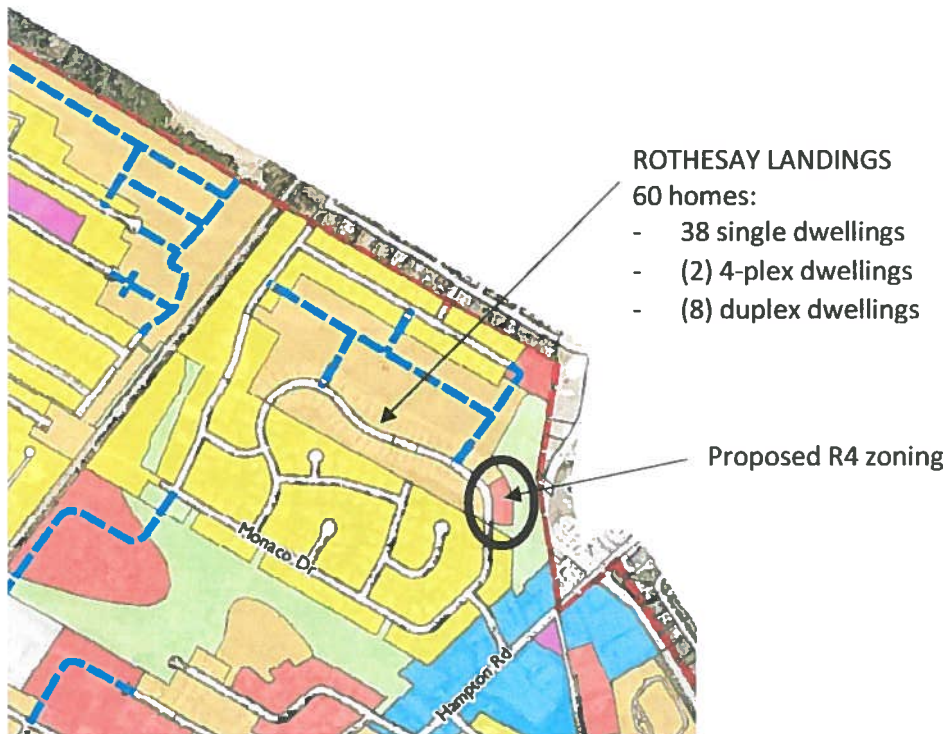 ROTHESAY LANDINGS
60 homes:
- 38 single dwellings
- (2) 4-plex dwellings
- (8) duplex dwellings
Proposed R4 zoning
Monaco Dr
Hampton Rd